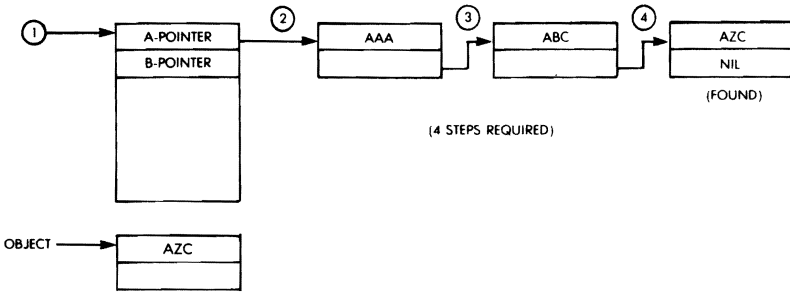 1
2
3
4
A-POINTER
AAA
ABC
AZC
B-POINTER
NIL
(FOUND)
(4 STEPS REQUIRED)
OBJECT
AZC